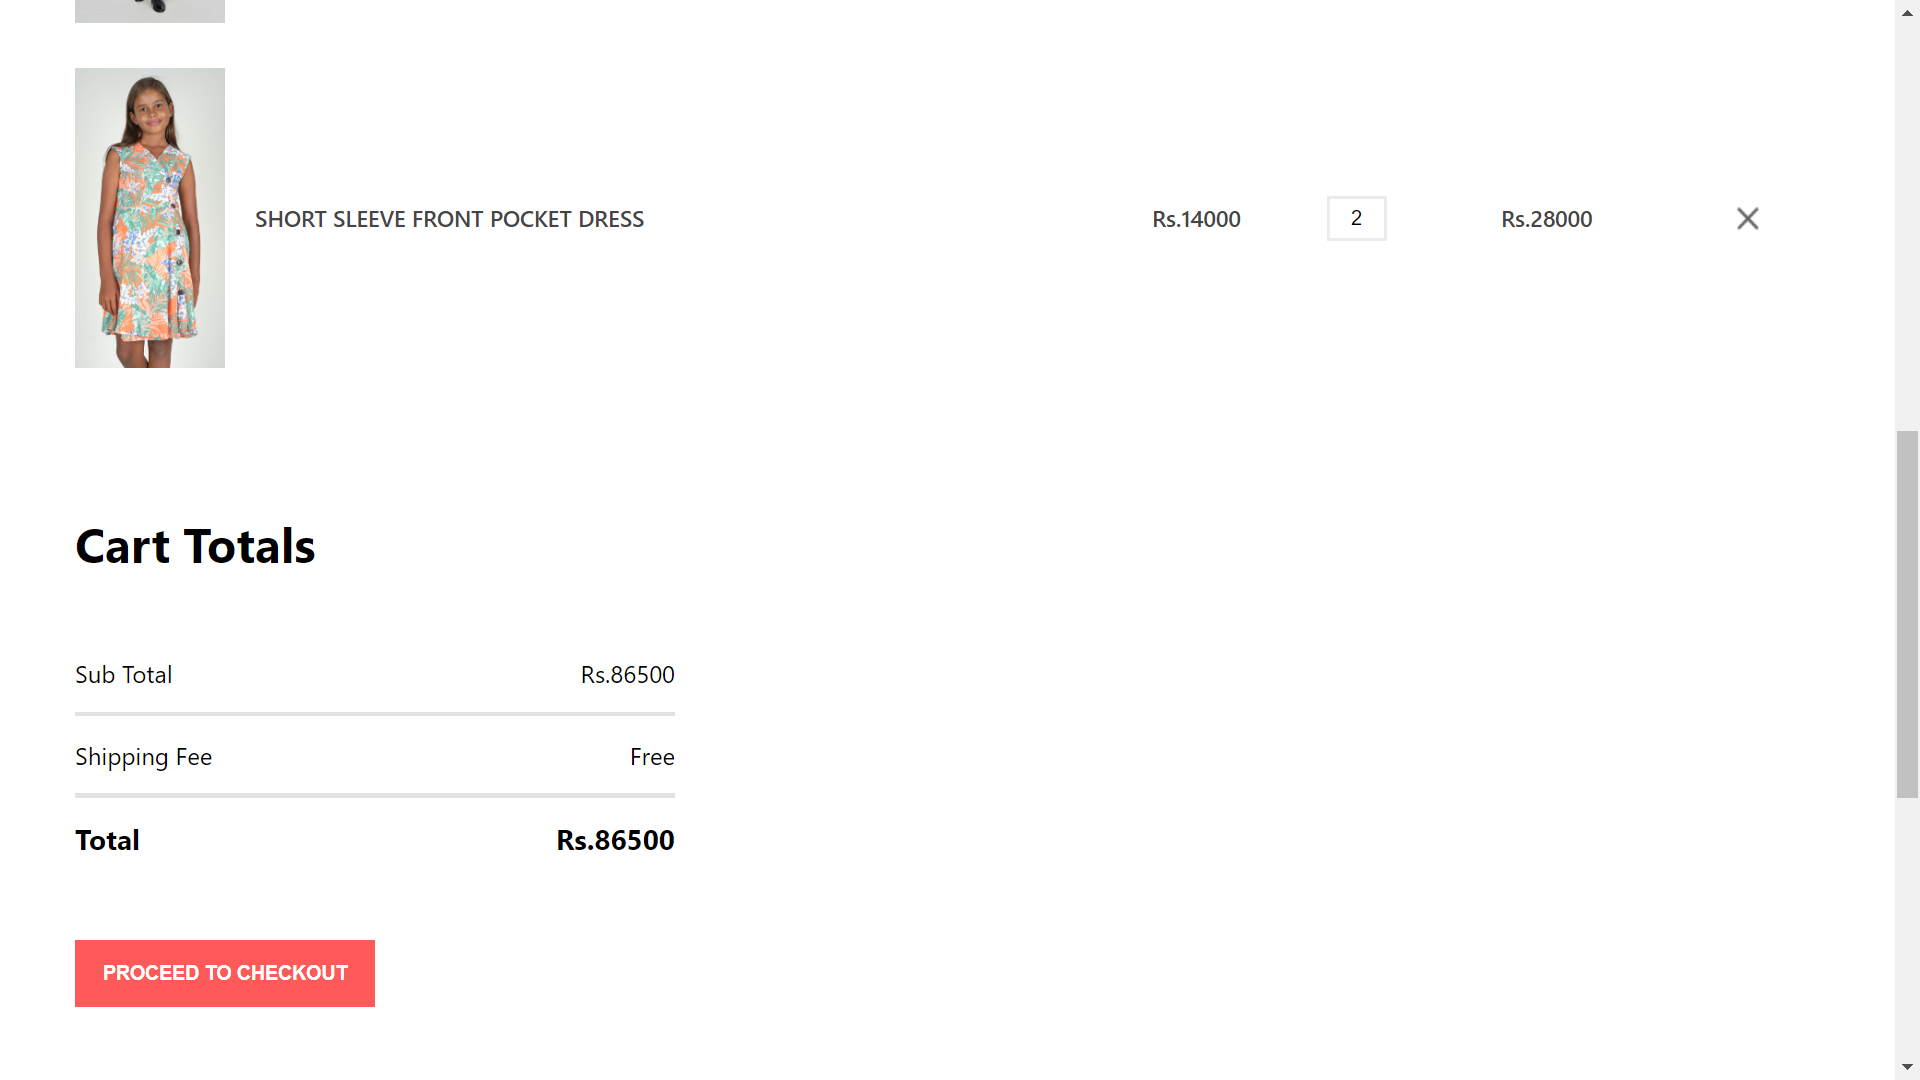 SHORT SLEEVE FRONT POCKET DRESS Rs.14000 2 Rs.28000
Cart Totals
Sub Total Rs.86500
Shipping Fee Free
Total Rs.86500
PROCEED TO CHECKOUT